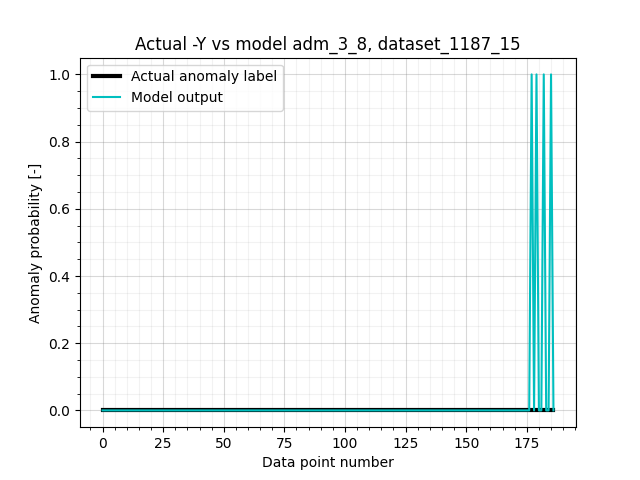 Actual -Y vs model adm_3_8, dataset_1187_15
Actual anomaly label
Model output
1.0
0.8
0.6
0.4
0.2
0.0
Anomaly probability [-]
0 25 50 75 100 125 150 175
Data point number